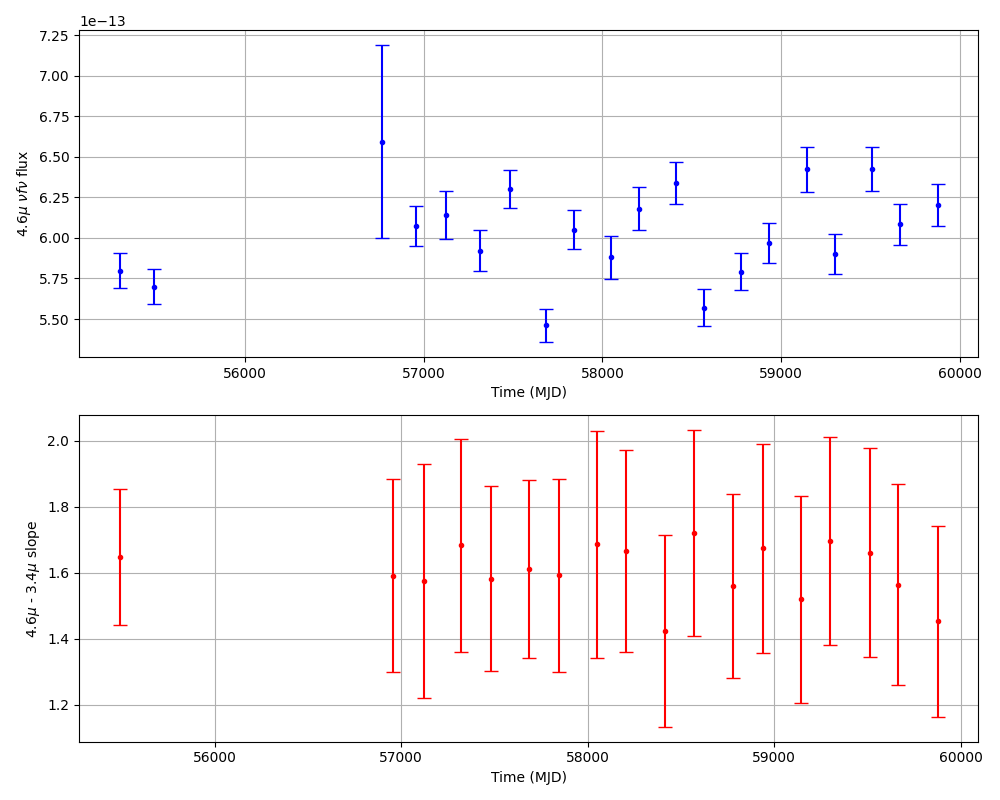 1e−13
7.25
7.00
6.75
6.50
6.25
6.00
5.75
5.50
4.6μ νfν flux
56000 57000 58000 59000 60000
Time (MJD)
2.0
1.8
1.6
1.4
1.2
4.6μ - 3.4μ slope
56000 57000 58000 59000 60000
Time (MJD)